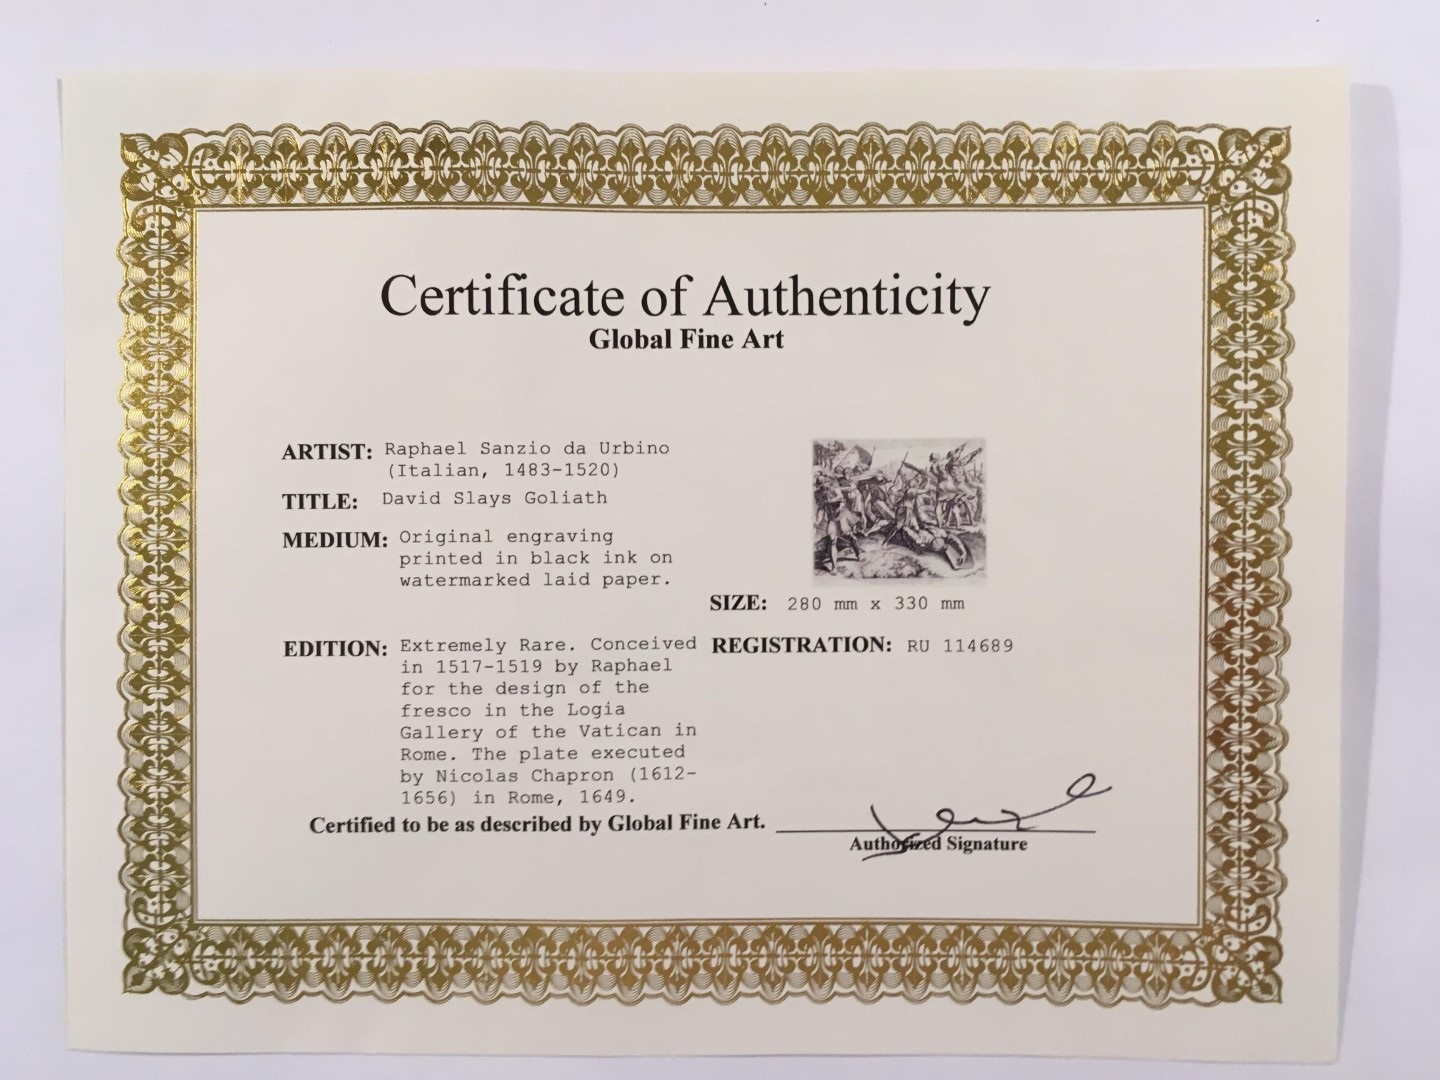 Certificate of Authenticity
Global Fine Art
ARTIST: Raphael Sanzio da Urbino
(Italian, 1483-1520)
TITLE: David Slays Goliath
MEDIUM: Original engraving
printed in black ink on
watermarked laid paper.
SIZE: 280 mm x 330 mm
EDITION: Extremely Rare. Conceived
in 1517-1519 by Raphael
for the design of the
fresco in the Logia
Gallery of the Vatican in
Rome. The plate executed
by Nicolas Chapron (1612-
1656) in Rome, 1649.
REGISTRATION: RU 114689
Certified to be as described by Global Fine Art.
Authorized Signature